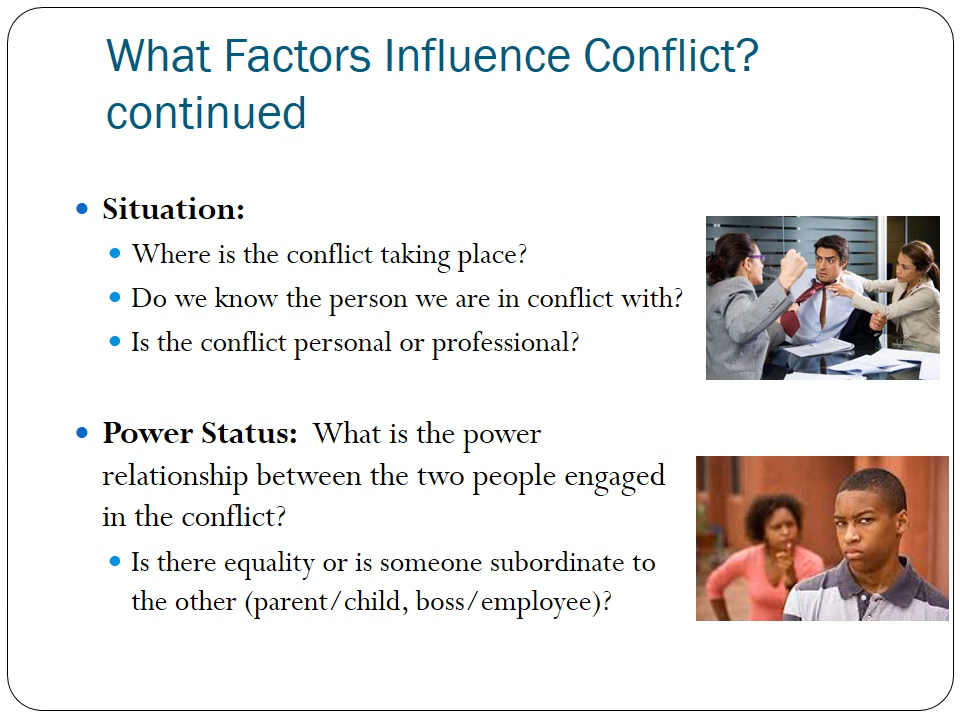 What Factors Influence Conflict?
continued
Situation:
Where is the conflict taking place?
Do we know the person we are in conflict with?
Is the conflict personal or professional?
Power Status:  What is the power
relationship between the two people engaged
in the conflict?
Is there equality or is someone subordinate to
the other (parent/child, boss/employee)?